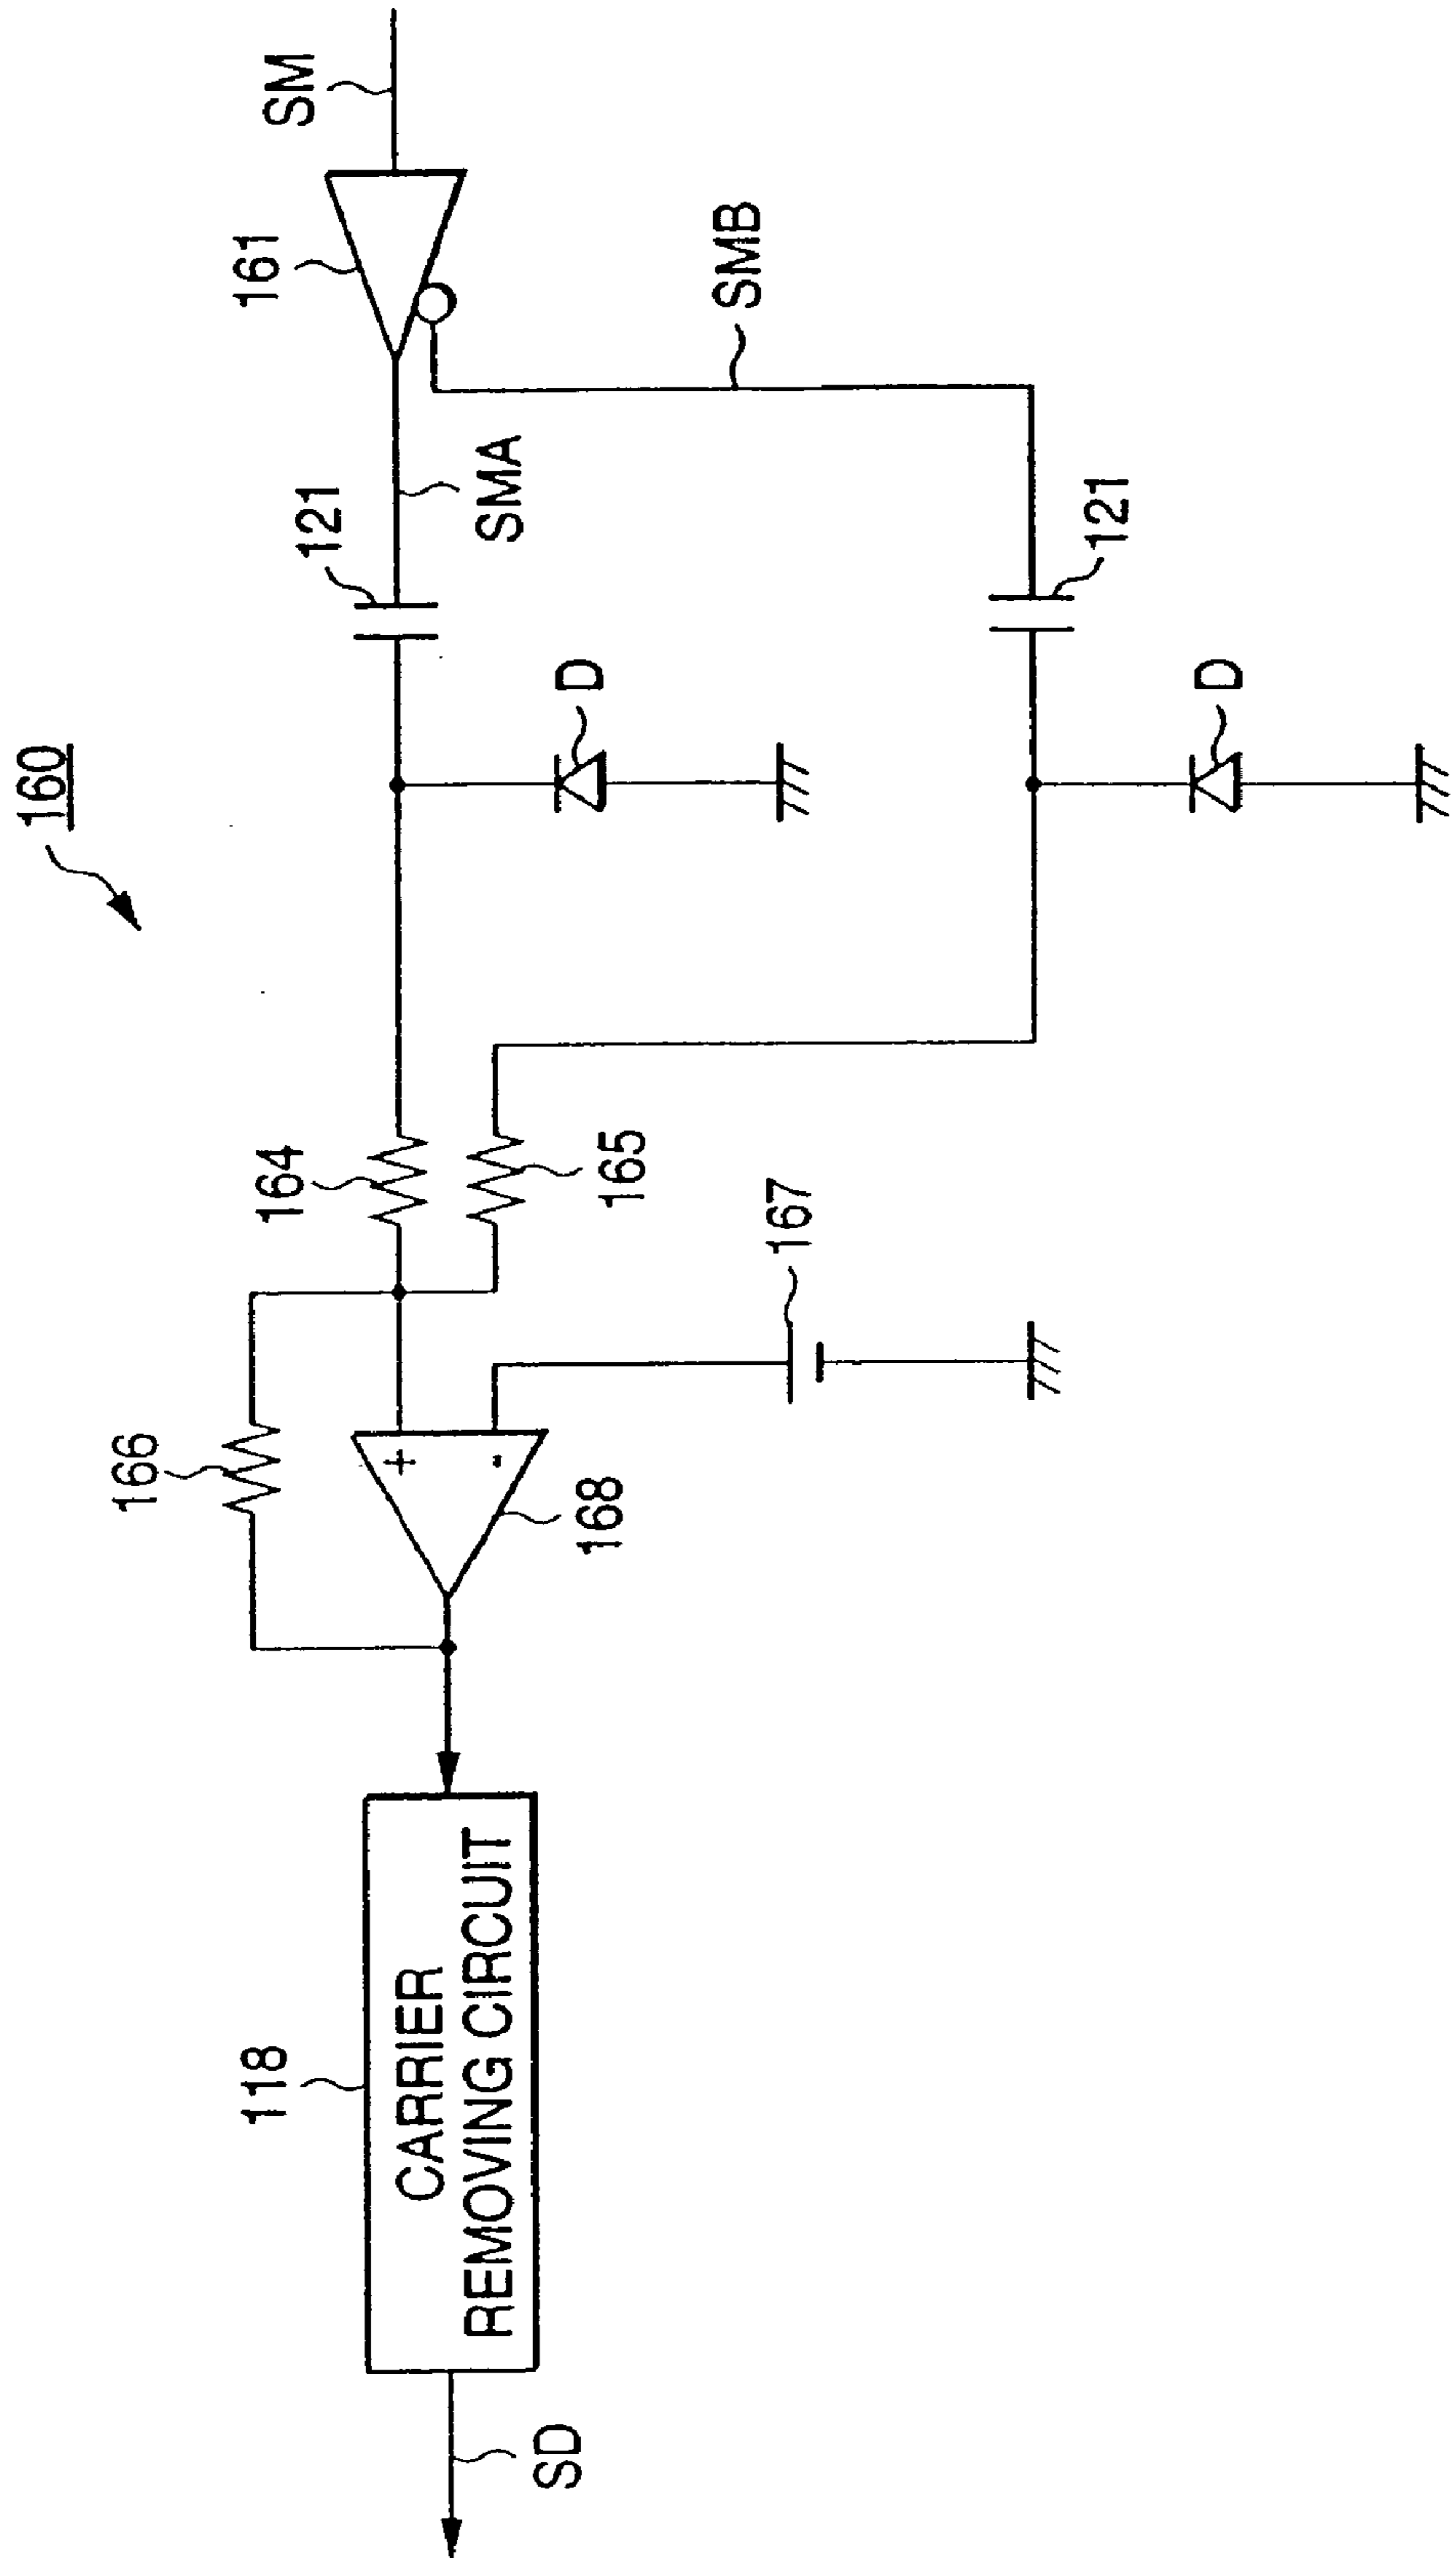 160
SM
161
SMB
SMA
121
121
D
D
164
165
167
166
+
-
168
118
CARRIER
REMOVING CIRCUIT
SD